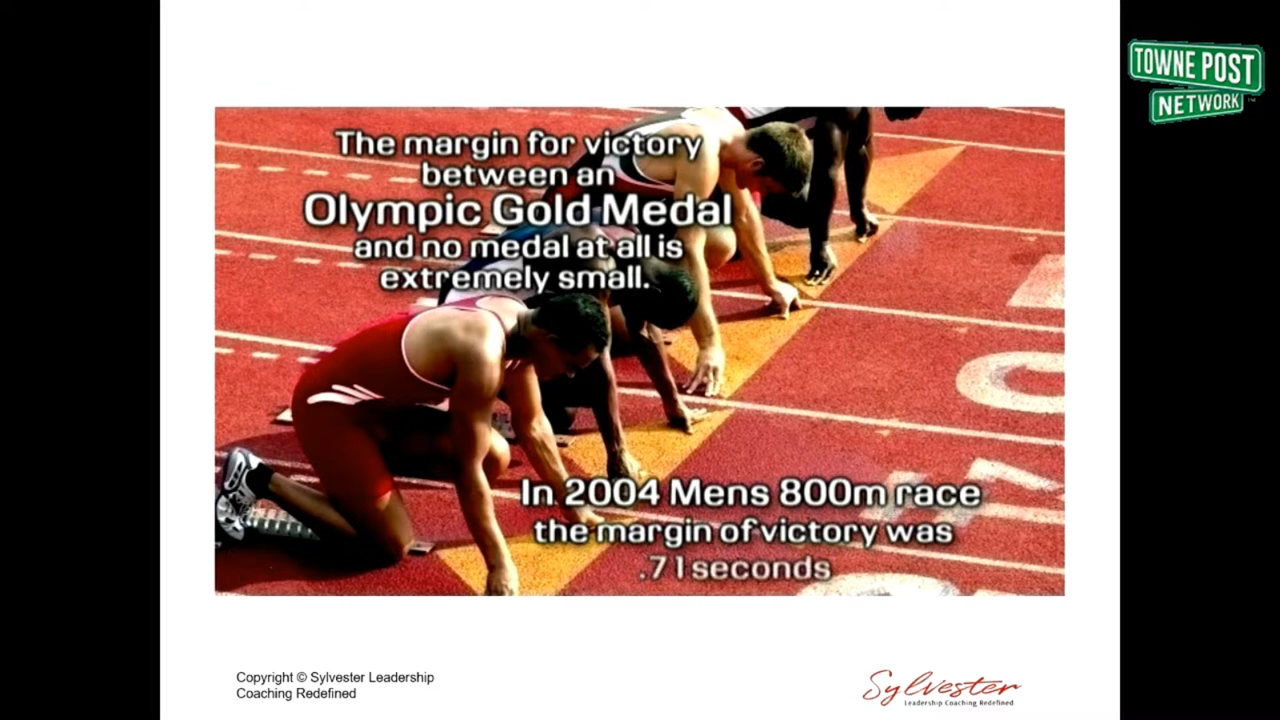 TOWNE POST
NETWORK™
The margin for victory
between an
Olympic Gold Medal
and no medal at all is
extremely small.
In 2004 Mens 800m race
the margin of victory was
.71 seconds
Copyright © Sylvester Leadership
Coaching Redefined
Sylvester
Leadership Coaching Redefined